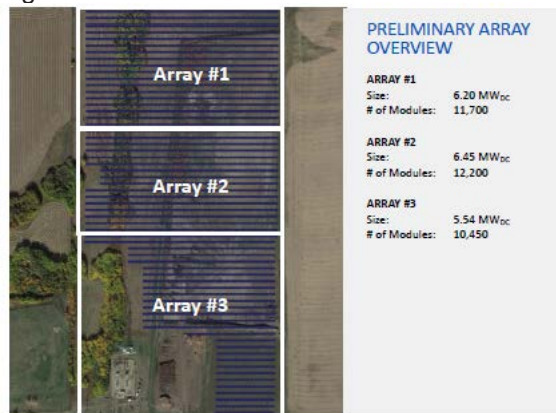 Array #1
Array #2
Array #3
PRELIMINARY ARRAY
OVERVIEW
ARRAY #1
Size: 6.20 MWDC
# of Modules: 11,700
ARRAY #2
Size: 6.45 MWDC
# of Modules: 12,200
ARRAY #3
Size: 5.54 MWDC
# of Modules: 10,450